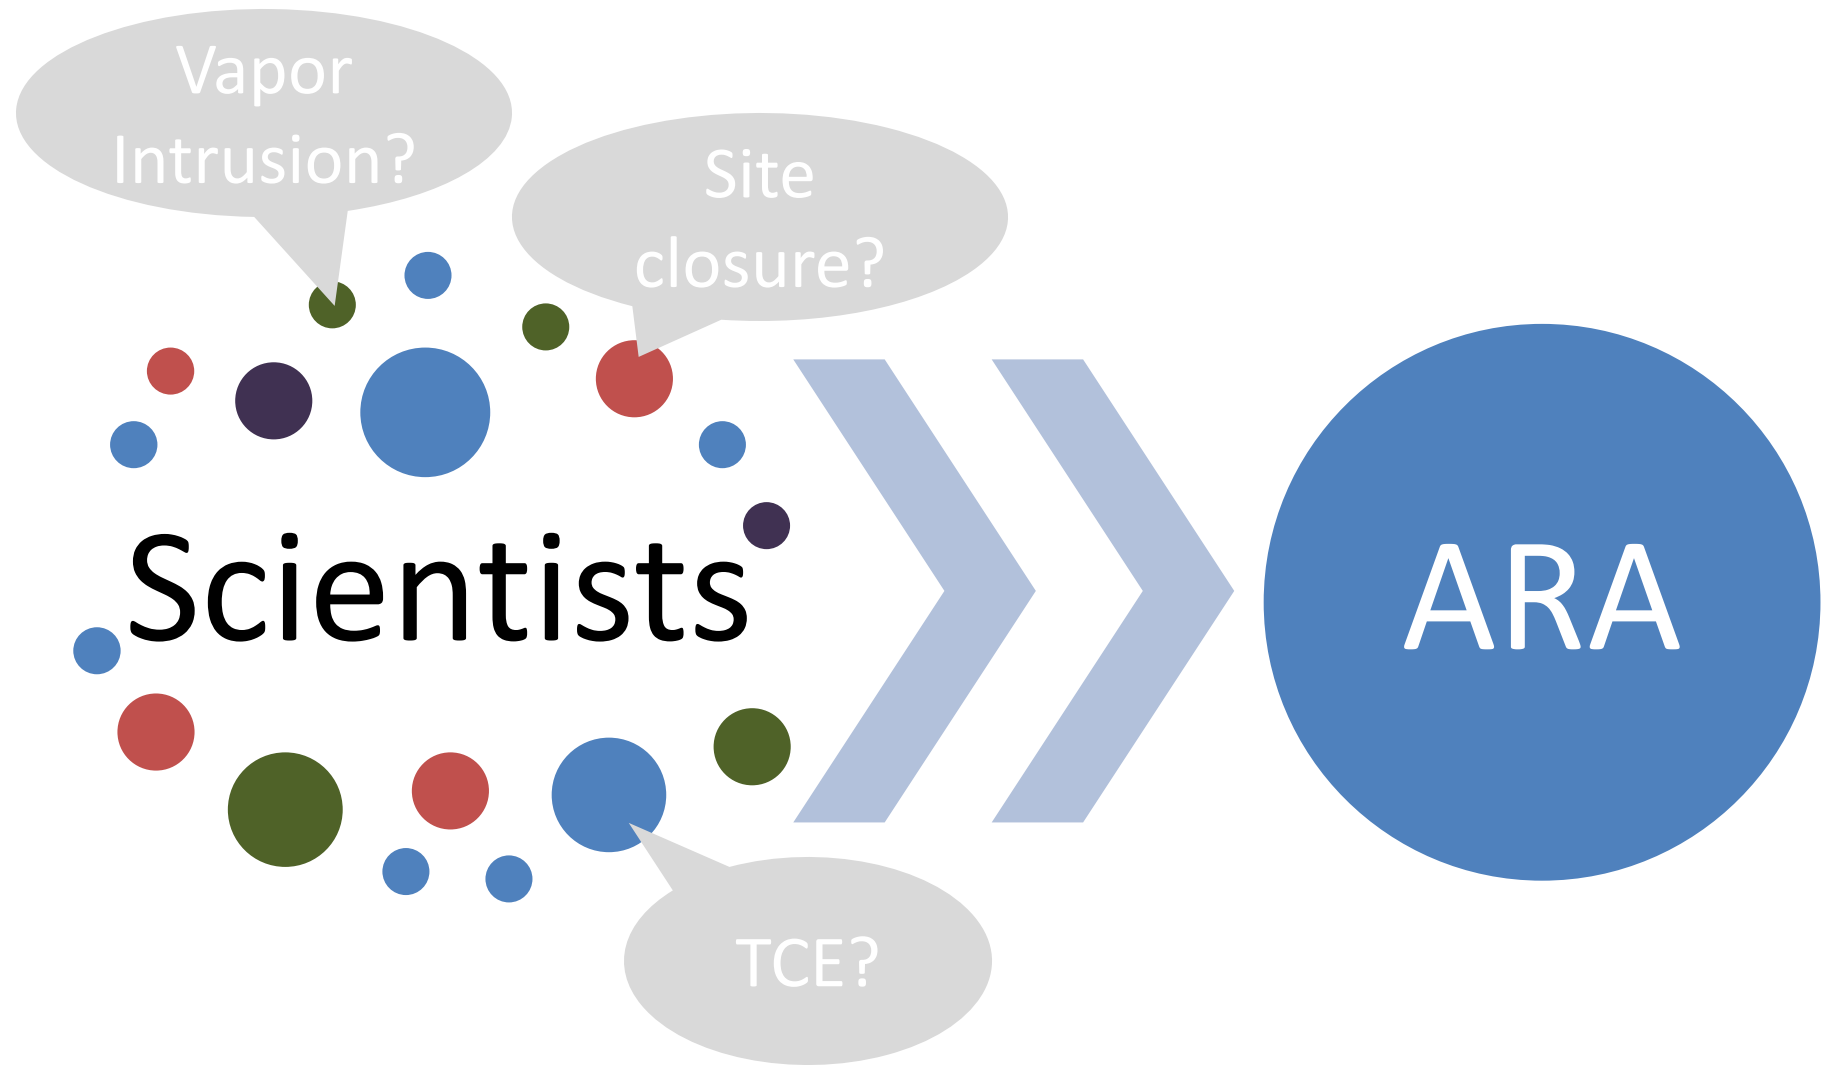 Vapor
Intrusion?
Site
closure?
Scientists
ARA
TCE?